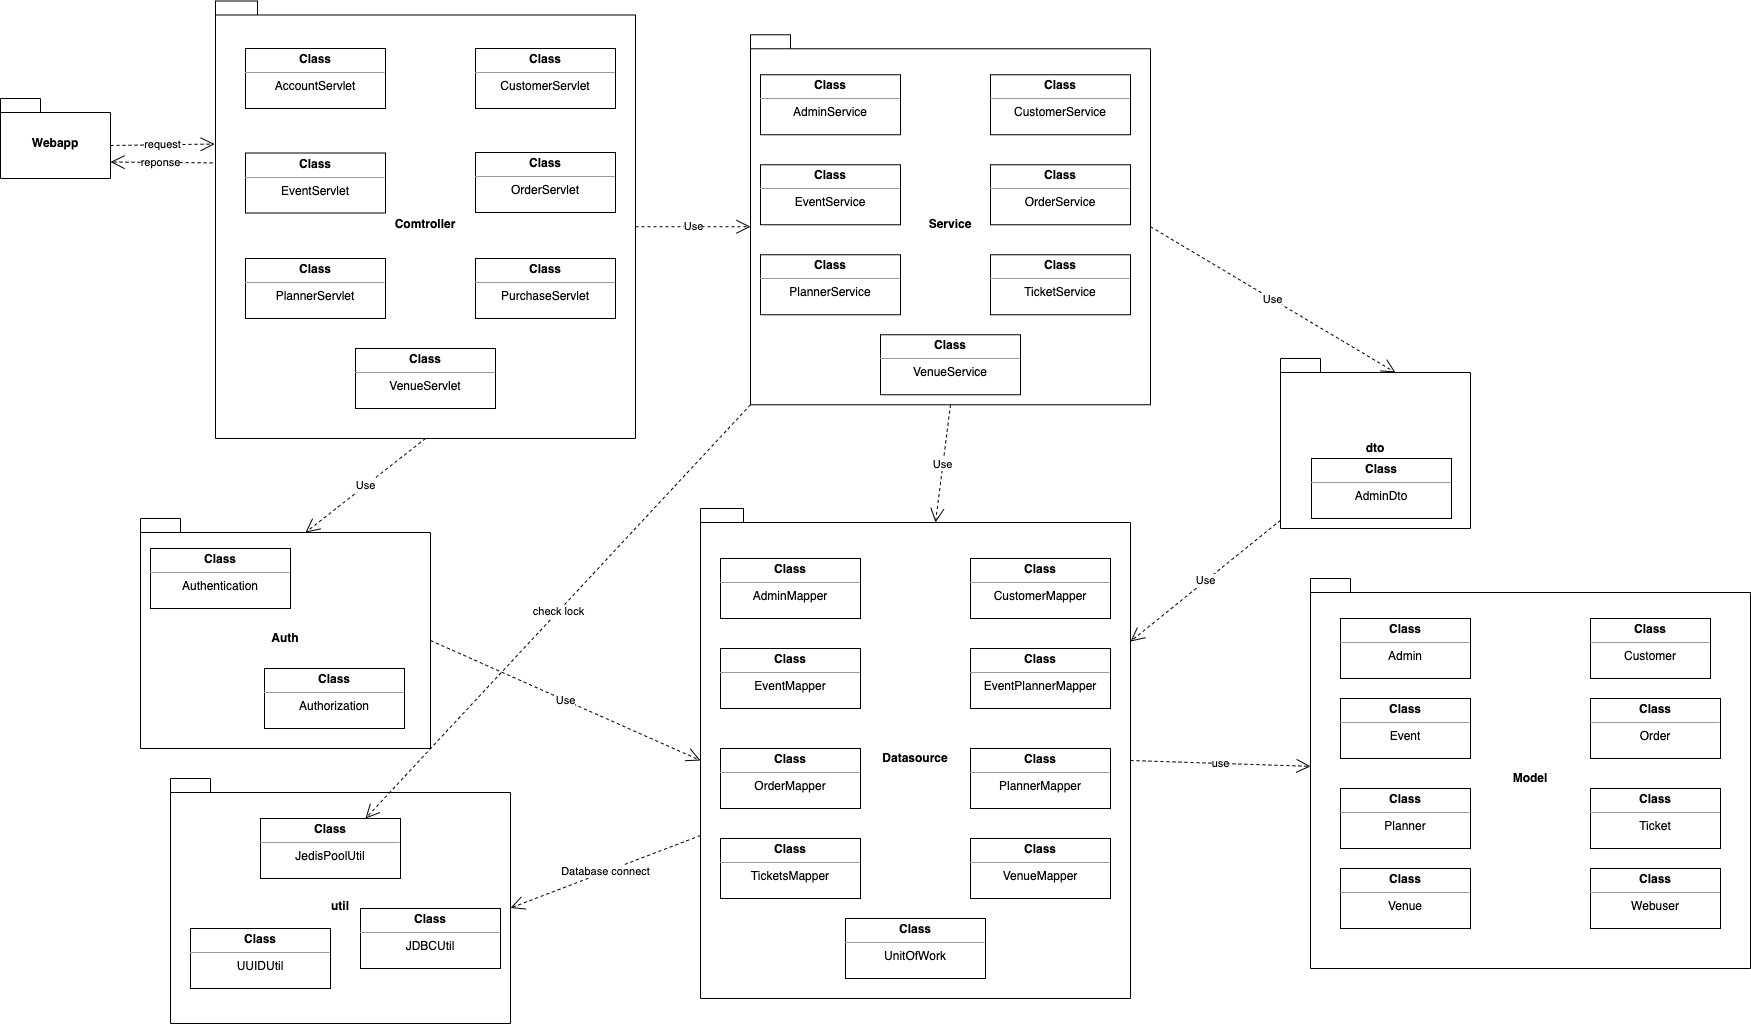 Webapp
request
reponse
Class
AccountServlet
Class
CustomerServlet
Class
EventServlet
Class
OrderServlet
Comtroller
Class
PlannerServlet
Class
PurchaseServlet
Class
VenueServlet
Use
Class
AdminService
Class
CustomerService
Class
EventService
Class
OrderService
Service
Class
PlannerService
Class
TicketService
Class
VenueService
Use
dto
Class
AdminDto
Use
Use
check lock
Use
Class
Authentication
Auth
Class
Authorization
Use
Class
JedisPoolUtil
util
Class
JDBCUtil
Class
UUIDUtil
Database connect
Class
AdminMapper
Class
CustomerMapper
Class
EventMapper
Class
EventPlannerMapper
Datasource
Class
OrderMapper
Class
PlannerMapper
Class
TicketsMapper
Class
VenueMapper
Class
UnitOfWork
use
Class
Admin
Class
Customer
Class
Event
Class
Order
Model
Class
Planner
Class
Ticket
Class
Venue
Class
Webuser